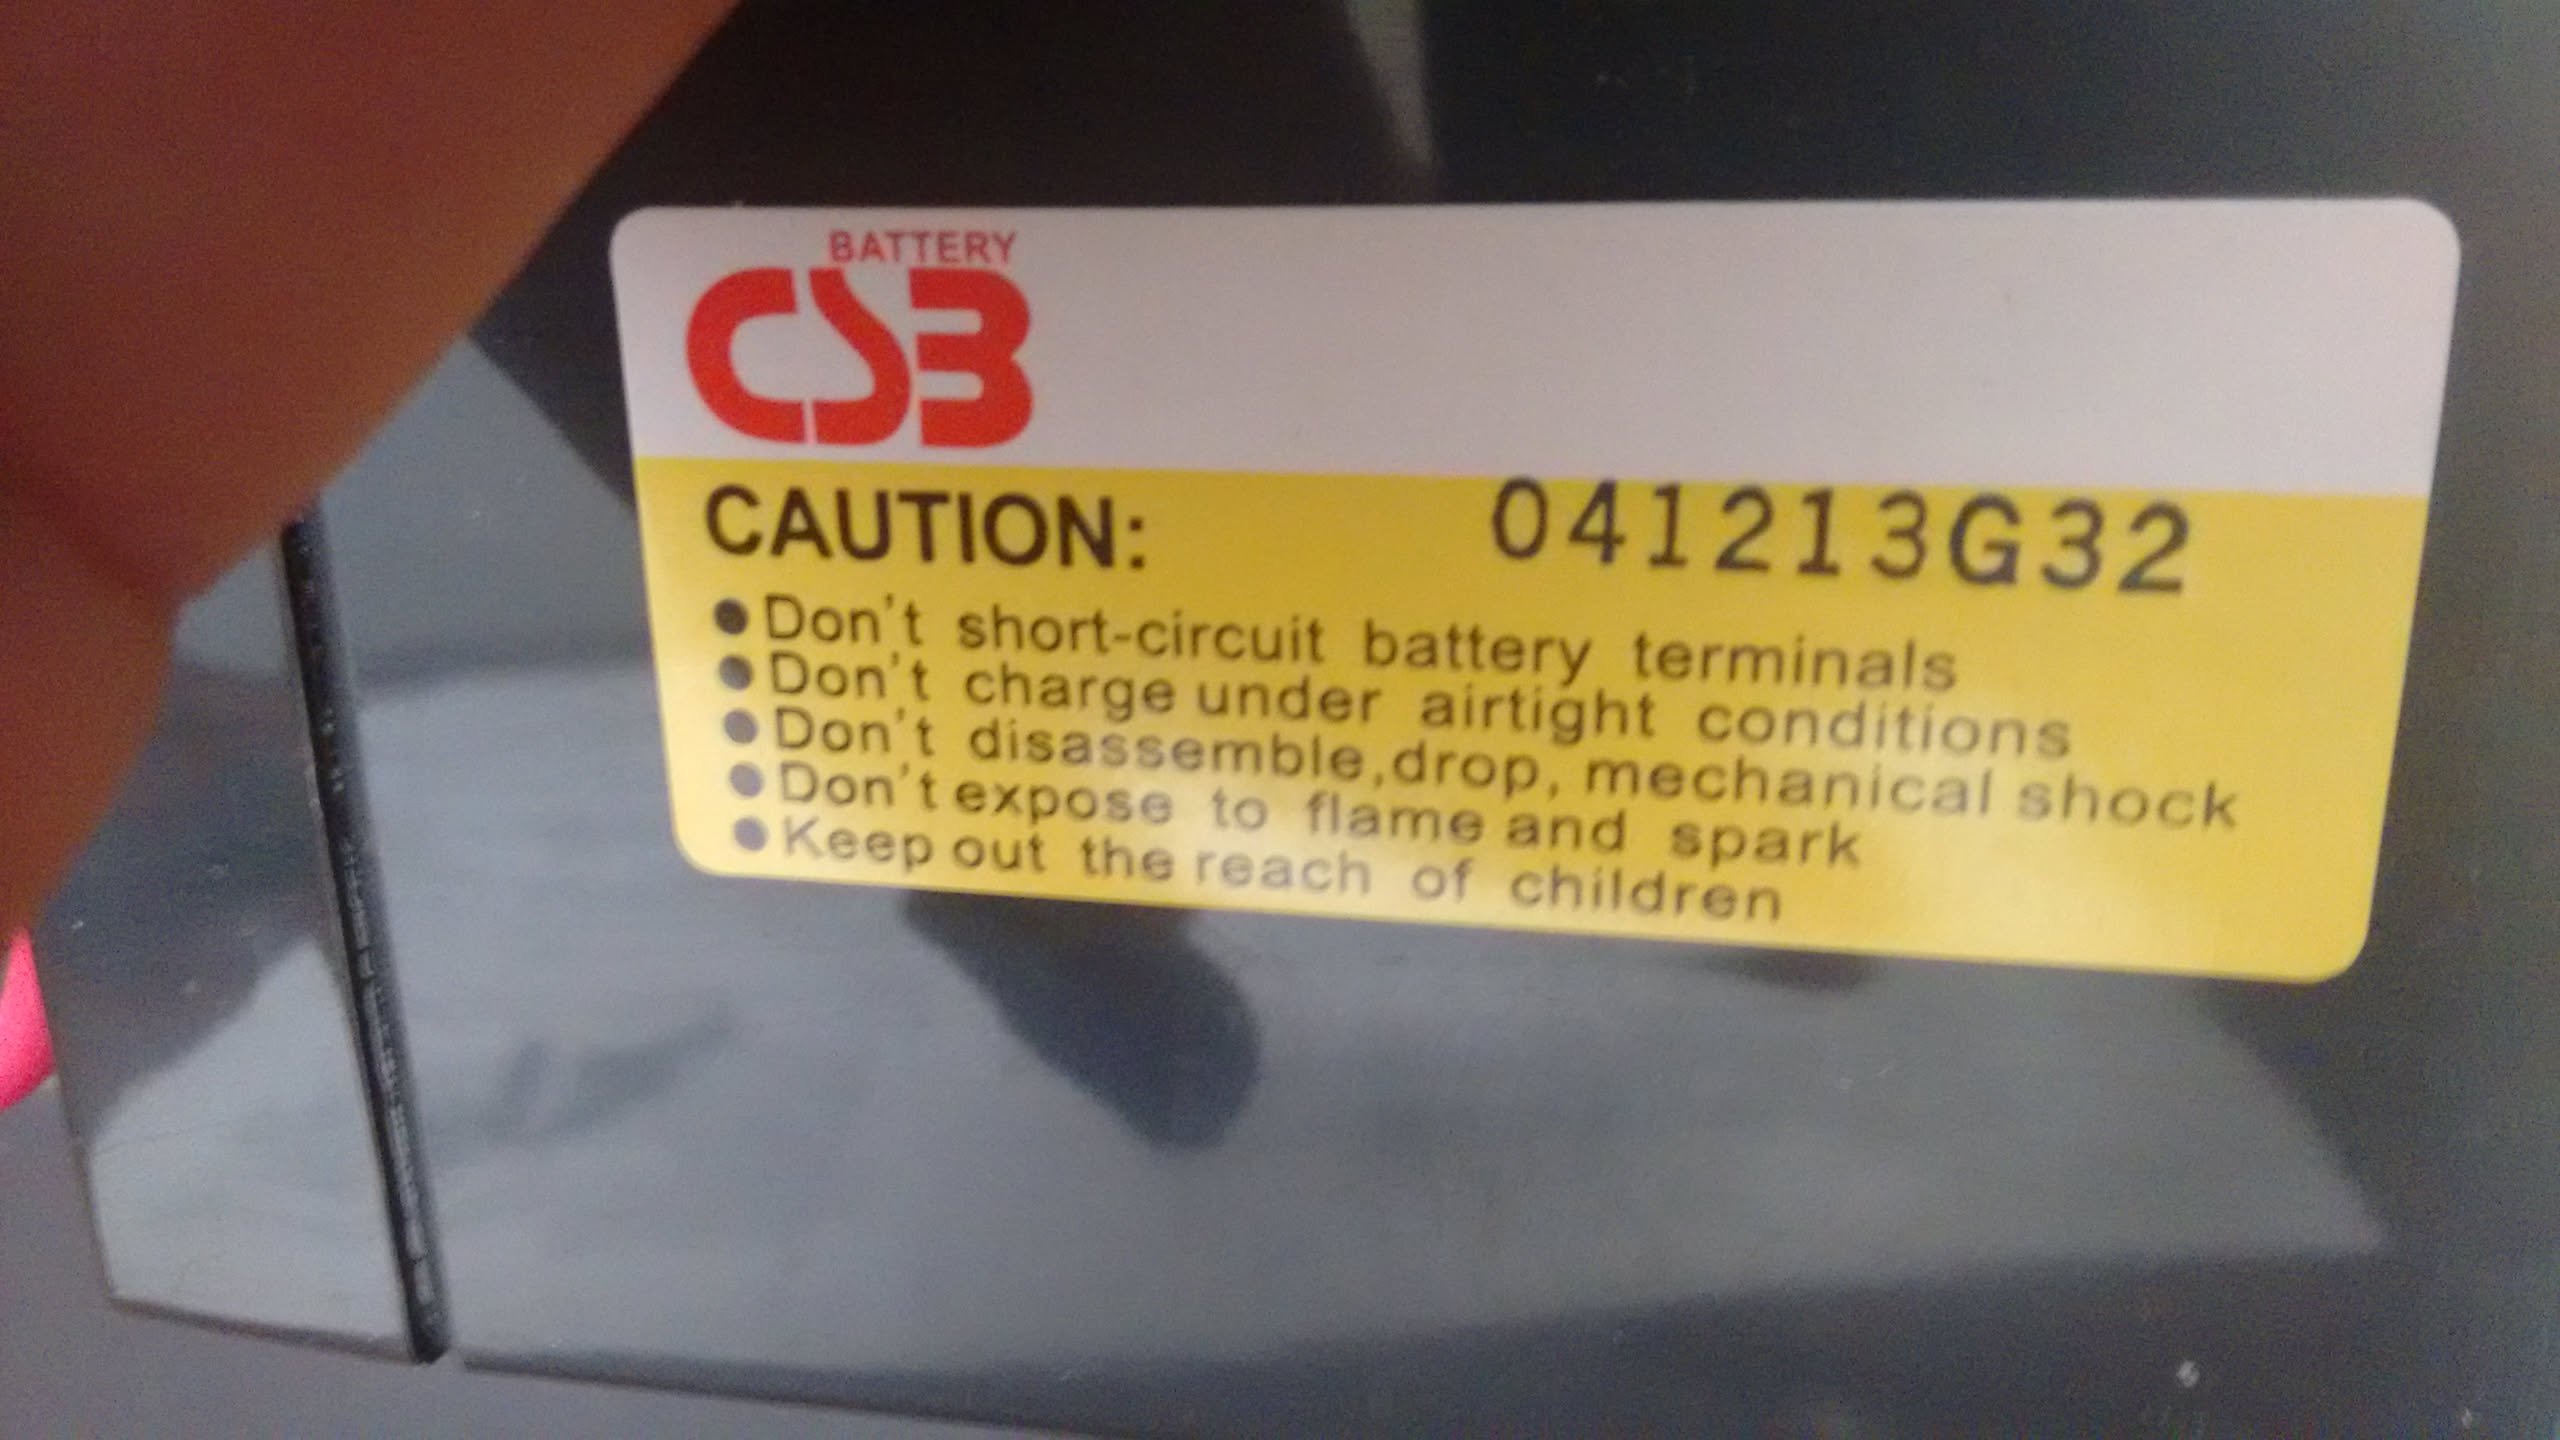 BATTERY
CSB
CAUTION: 041213G32
●Don't short-circuit battery terminals
●Don't charge under airtight conditions
●Don't disassemble,drop, mechanical shock
●Don't expose to flame and spark
●Keep out the reach of children